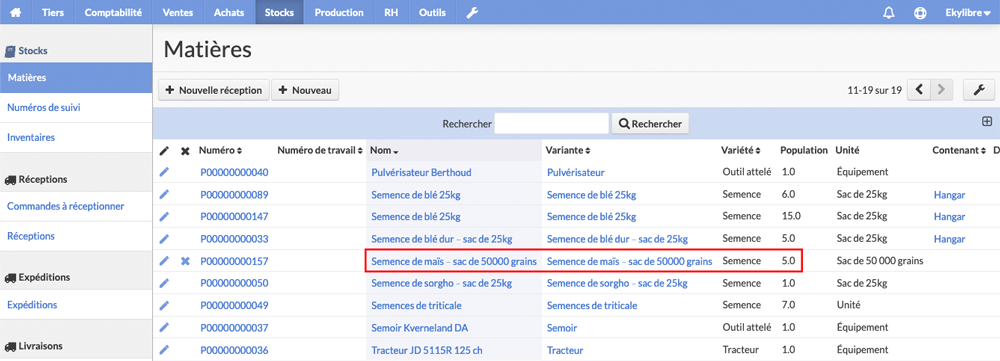 Tiers Comptabilité Ventes Achats Stocks Production RH Outils Ekylibre
Stocks
Matières
Numéros de suivi
Inventaires
Réceptions
Commandes à réceptionner
Réceptions
Expéditions
Expéditions
Livraisons
Matières
Nouvelle réception Nouveau 11-19 sur 19
Rechercher Rechercher
Numéro Numéro de travail Nom Variante Variété Population Unité Contenant D
P00000000040 Pulvérisateur Berthoud Pulvérisateur Outil attelé 1.0 Équipement
P00000000089 Semence de blé 25kg Semence de blé 25kg Semence 6.0 Sac de 25kg Hangar
P00000000147 Semence de blé 25kg Semence de blé 25kg Semence 15.0 Sac de 25kg Hangar
P00000000033 Semence de blé dur – sac de 25kg Semence de blé dur – sac de 25kg Semence 5.0 Sac de 25kg Hangar
P00000000157 Semence de maïs – sac de 50000 grains Semence de maïs – sac de 50000 grains Semence 5.0 Sac de 50 000 grains
P00000000050 Semence de sorgho – sac de 25kg Semence de sorgho – sac de 25kg Semence 1.0 Sac de 25kg
P00000000049 Semences de triticale Semences de triticale Semence 7.0 Unité
P00000000037 Semoir Kverneland DA Semoir Outil attelé 1.0 Équipement
P00000000036 Tracteur JD 5115R 125 ch Tracteur Tracteur 1.0 Équipement